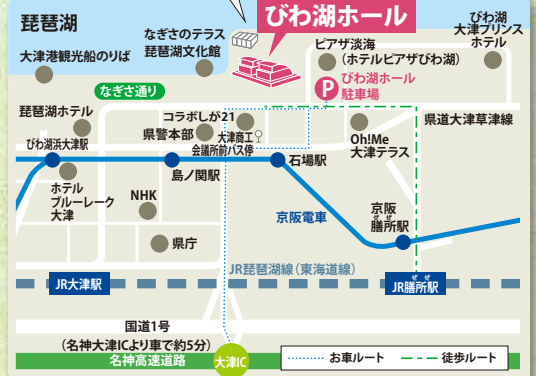 びわ湖ホール
琵琶湖
なぎさのテラス
琵琶湖文化館
大津港観光船のりば
ピアザ淡海
(ホテルピアザびわ湖)
びわ湖
大津プリンス
ホテル
P
びわ湖ホール
駐車場
なぎさ通り
琵琶湖ホテル
コラボしが21
県警本部
大津商工
会議所前バス停
県道大津草津線
Oh!Me
大津テラス
びわ湖浜大津駅
島ノ関駅
石場駅
ホテル
ブルーレーク
大津
NHK
県庁
京阪電車
京阪
膳所駅
ぜぜ
JR琵琶湖線(東海道線)
JR大津駅
JR膳所駅
ぜぜ
国道1号
(名神大津ICより車で約5分)
名神高速道路
大津IC
お車ルート
徒歩ルート